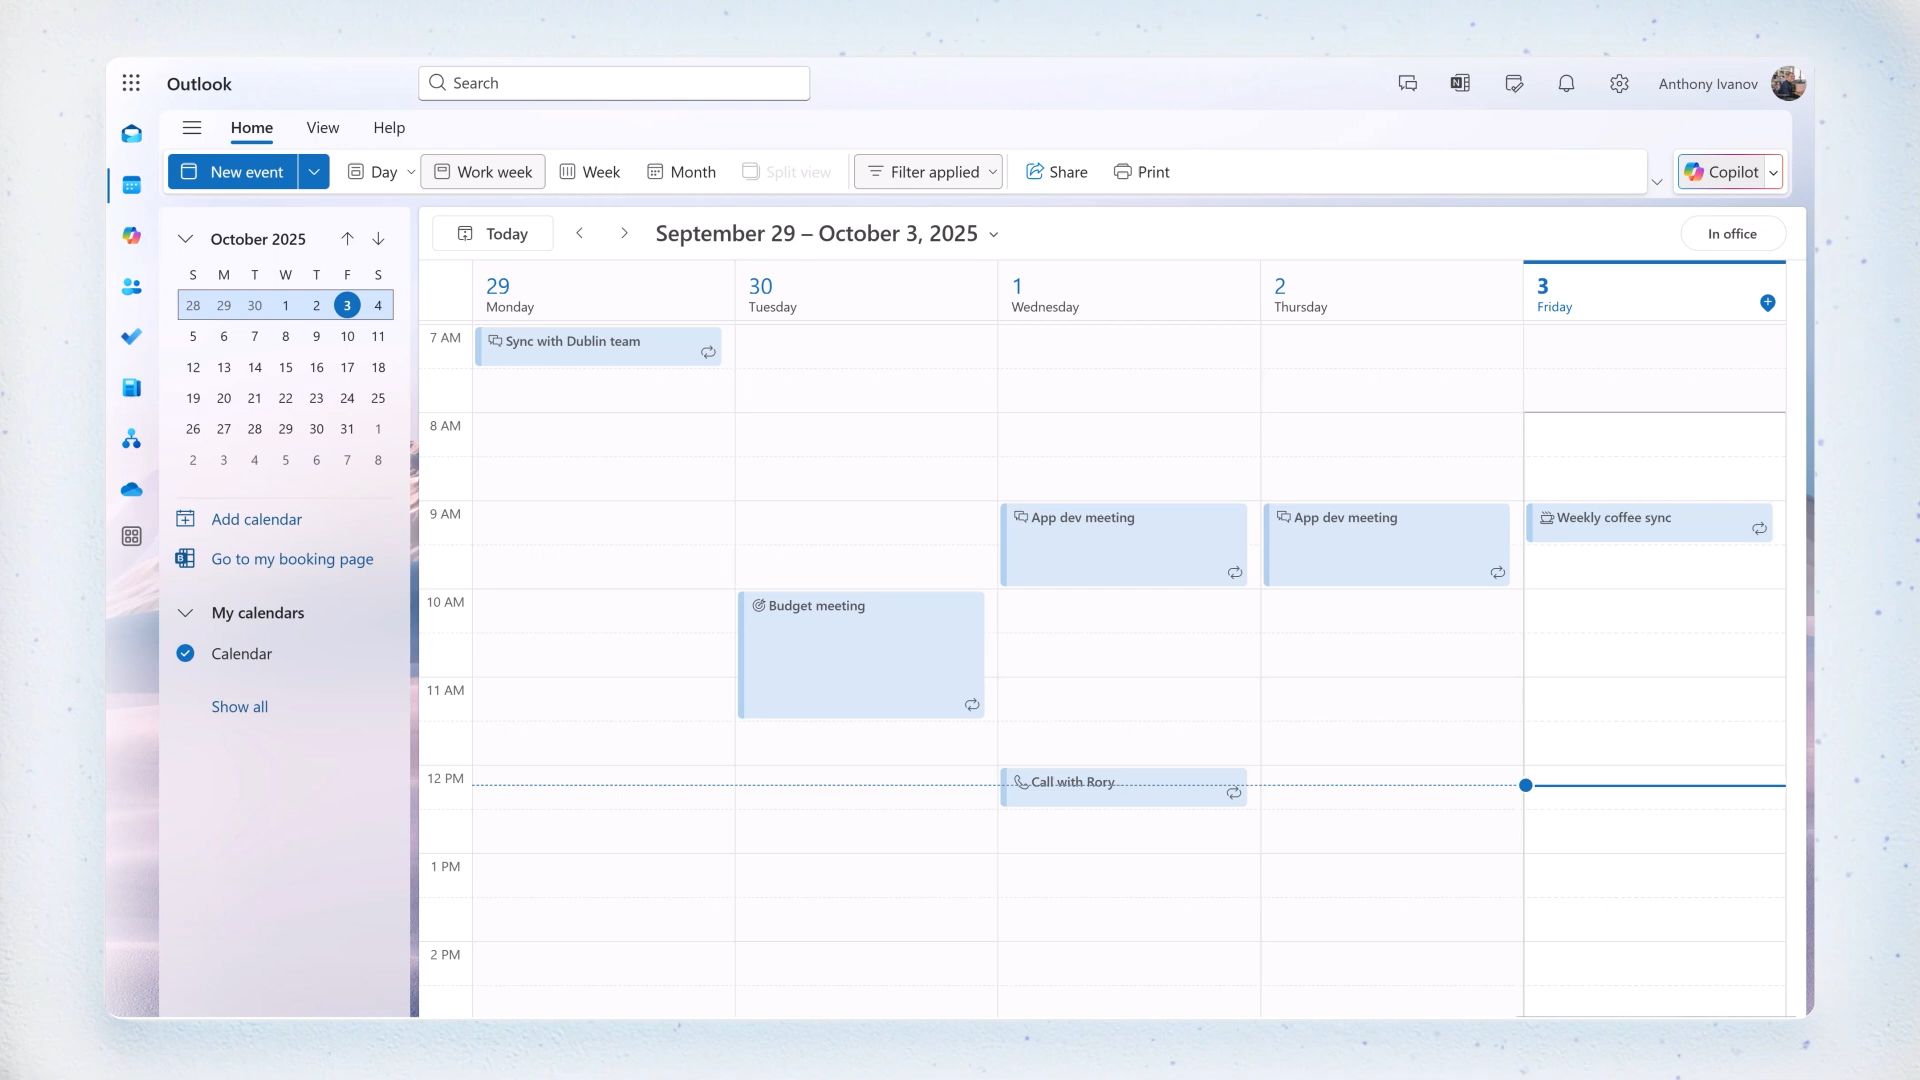 Outlook
Search
Anthony Ivanov
Home View Help
New event Day Work week Week Month Split view Filter applied Share Print Copilot
October 2025
S M T W T F S
28 29 30 1 2 3 4
5 6 7 8 9 10 11
12 13 14 15 16 17 18
19 20 21 22 23 24 25
26 27 28 29 30 31 1
2 3 4 5 6 7 8
Add calendar
Go to my booking page
My calendars
Calendar
Show all
Today September 29 – October 3, 2025 In office
29 30 1 2 3
Monday Tuesday Wednesday Thursday Friday
7 AM Sync with Dublin team
8 AM
9 AM App dev meeting App dev meeting Weekly coffee sync
10 AM Budget meeting
11 AM
12 PM Call with Rory
1 PM
2 PM